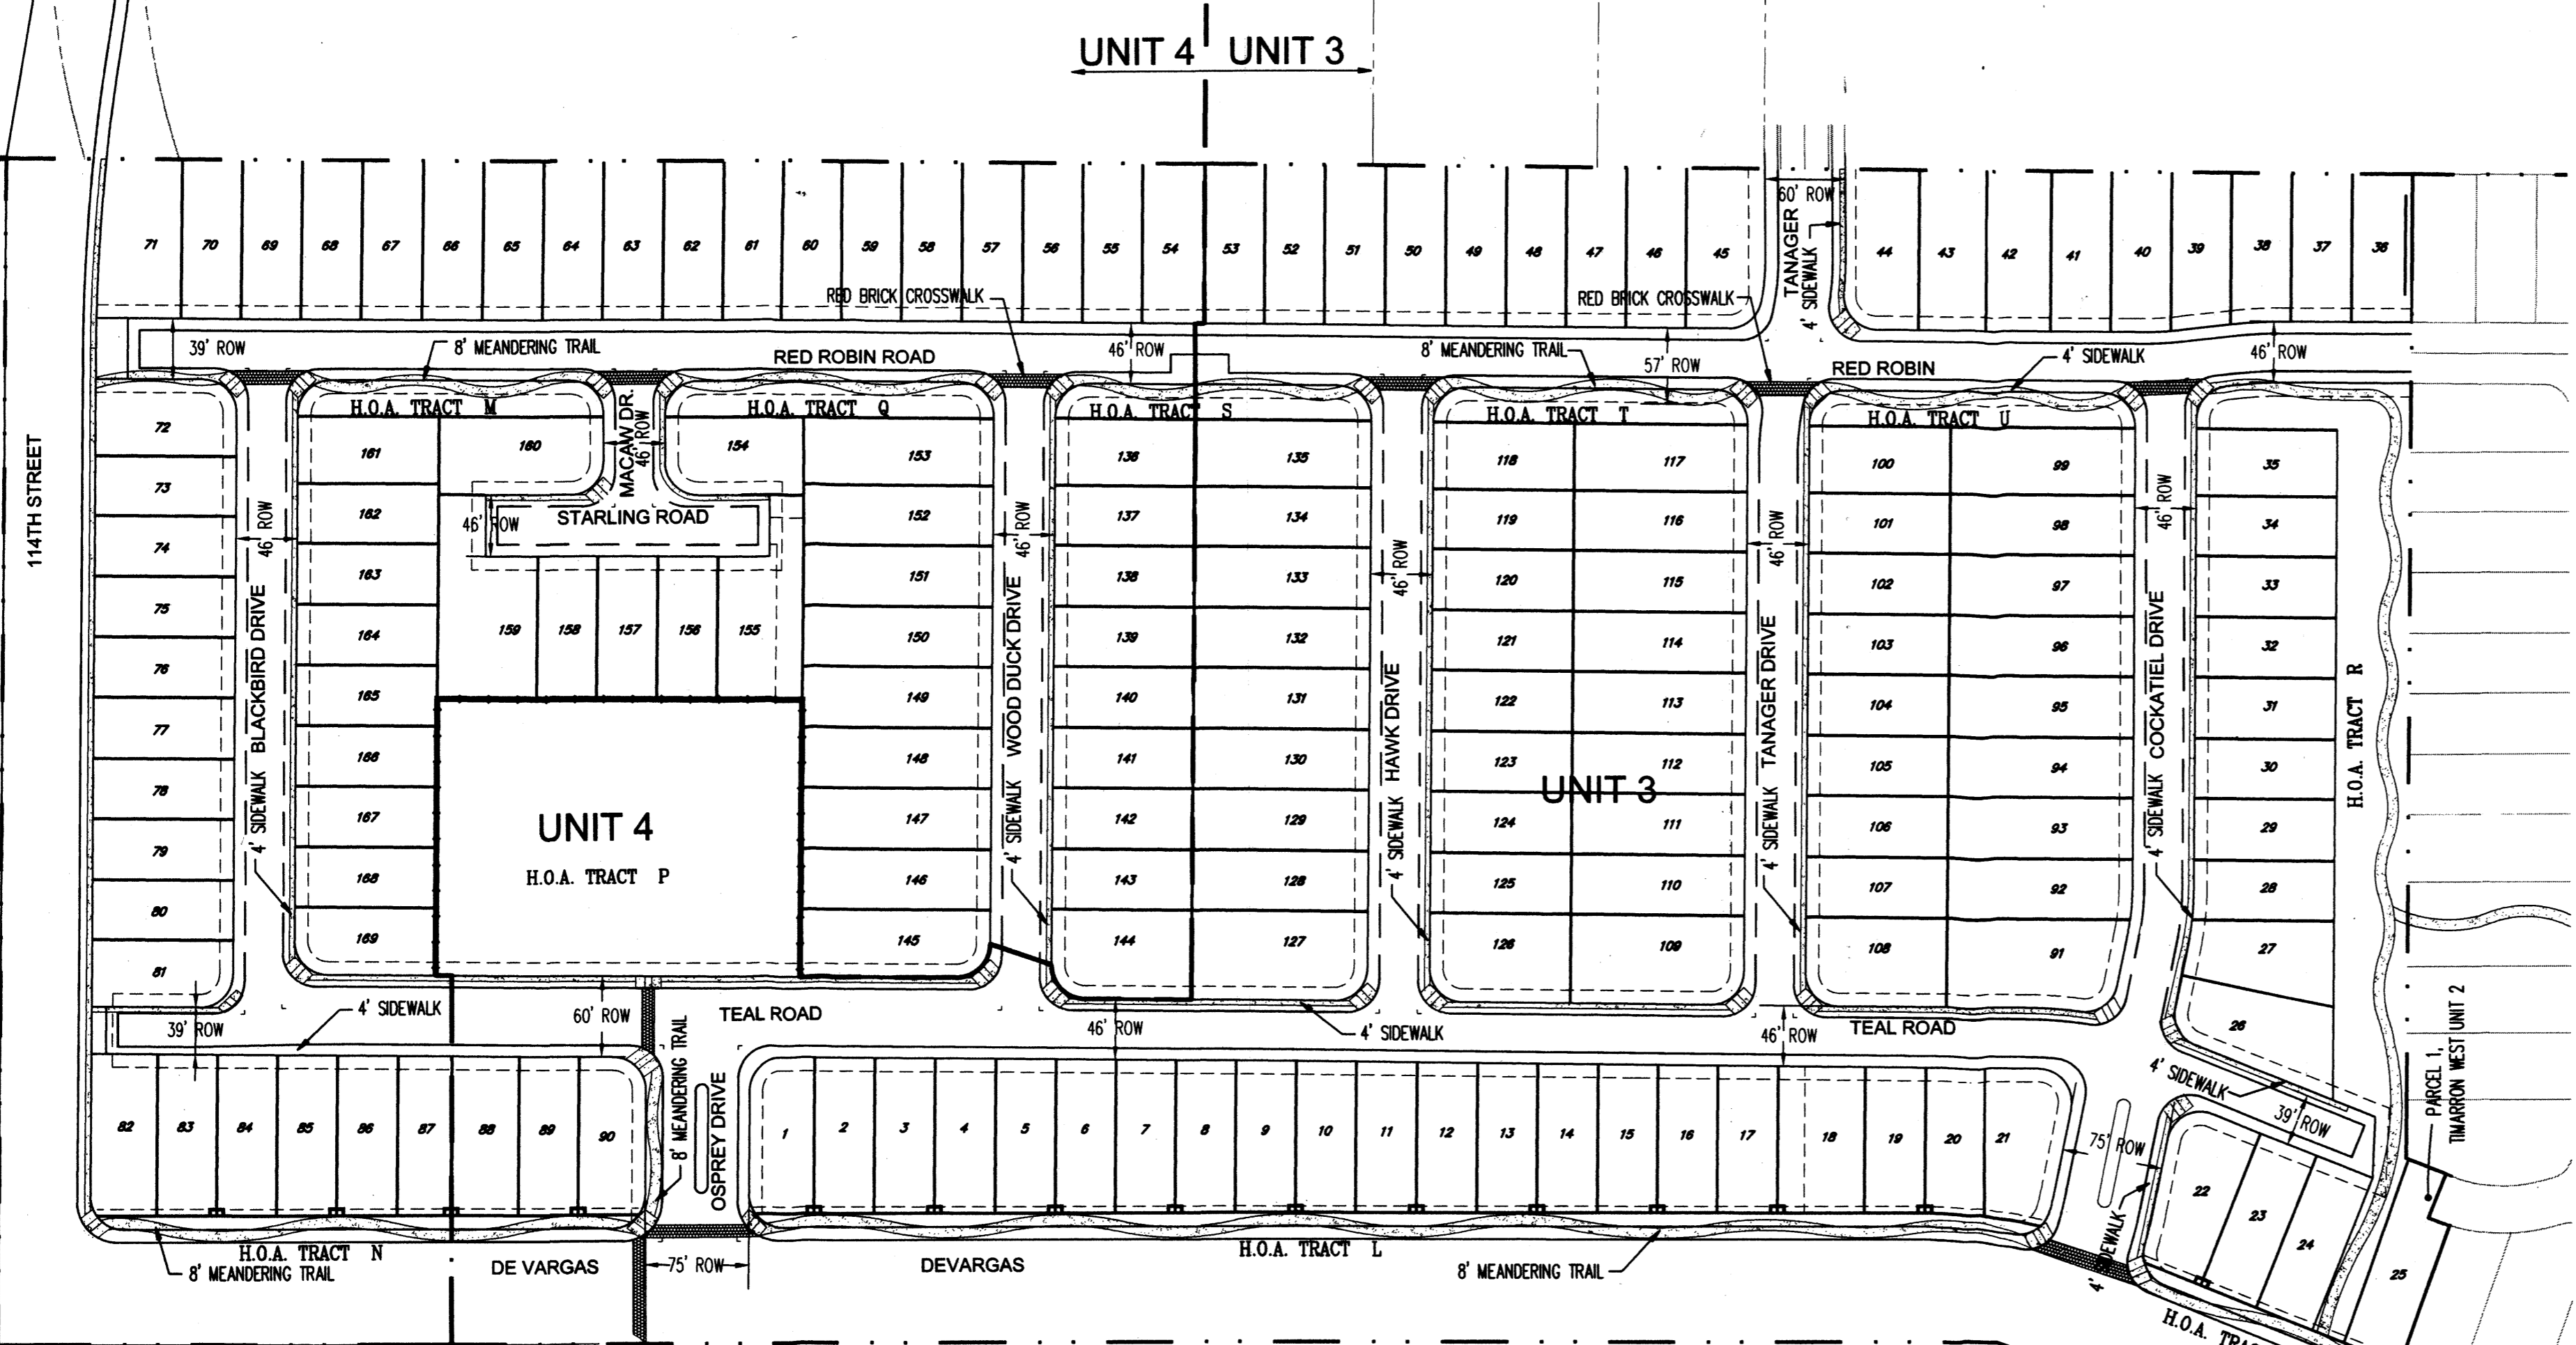 UNIT 4 UNIT 3
60' ROW
TANAGER
4' SIDEWALK
71 70 69 68 67 66 65 64 63 62 61 60 59 58 57 56 55 54 53 52 51 50 49 48 47 46 45 44 43 42 41 40 39 38 37 36
RED BRICK CROSSWALK
RED BRICK CROSSWALK
39' ROW
8' MEANDERING TRAIL
RED ROBIN ROAD
46' ROW
8' MEANDERING TRAIL
57' ROW
RED ROBIN
4' SIDEWALK
46' ROW
H.O.A. TRACT M
MACAW DR.
46' ROW
H.O.A. TRACT Q
H.O.A. TRACT S
H.O.A. TRACT T
H.O.A. TRACT U
114TH STREET
72 161 160 154 153 136 135 118 117 100 99 35
73 162 152 137 134 119 116 101 98 34
46' ROW
46' ROW
STARLING ROAD
46' ROW
46' ROW
46' ROW
46' ROW
74 163 151 138 133 120 115 102 97 33
75 164 159 158 157 156 155 150 139 132 121 114 103 96 32
76 165 149 140 131 122 113 104 95 31
77 166 148 141 130 123 112 105 94 30
4' SIDEWALK BLACKBIRD DRIVE
4' SIDEWALK WOOD DUCK DRIVE
4' SIDEWALK HAWK DRIVE
4' SIDEWALK TANAGER DRIVE
4' SIDEWALK COCKATIEL DRIVE
H.O.A. TRACT R
UNIT 3
78 167 147 142 129 124 111 106 93 29
UNIT 4
H.O.A. TRACT P
79 168 146 143 128 125 110 107 92 28
80 169 145 144 127 126 109 108 91 27
81
26
39' ROW
4' SIDEWALK
60' ROW
TEAL ROAD
46' ROW
4' SIDEWALK
46' ROW
TEAL ROAD
4' SIDEWALK
39' ROW
PARCEL 1,
TIMARRON WEST UNIT 2
82 83 84 85 86 87 88 89 90
8' MEANDERING TRAIL
OSPREY DRIVE
1 2 3 4 5 6 7 8 9 10 11 12 13 14 15 16 17 18 19 20 21
75' ROW
22 23 24 25
4' SIDEWALK
H.O.A. TRACT N
8' MEANDERING TRAIL
DE VARGAS
75' ROW
DEVARGAS
H.O.A. TRACT L
8' MEANDERING TRAIL
H.O.A.